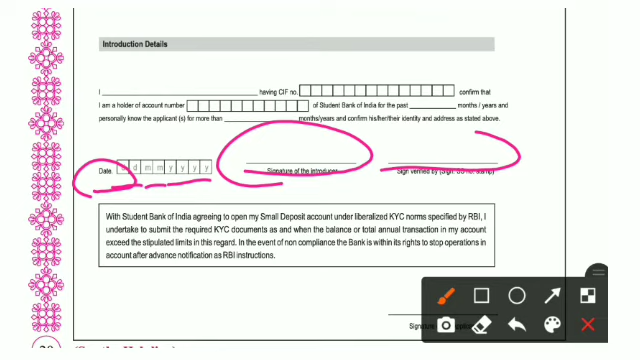 Introduction Details
I having CIF no. confirm that
I am a holder of account number of Student Bank of India for the past months / years and
personally know the applicant (s) for more than months/years and confirm his/her/their identity and address as stated above.
Date d m m y y y y
Signature of the introducer
Sign verified by (Sign. SS no. stamp)
With Student Bank of India agreeing to open my Small Deposit account under liberalized KYC norms specified by RBI, I
undertake to submit the required KYC documents as and when the balance or total annual transaction in my account
exceed the stipulated limits in this regard. In the event of non compliance the Bank is within its rights to stop operations in
account after advance notification as RBI instructions.